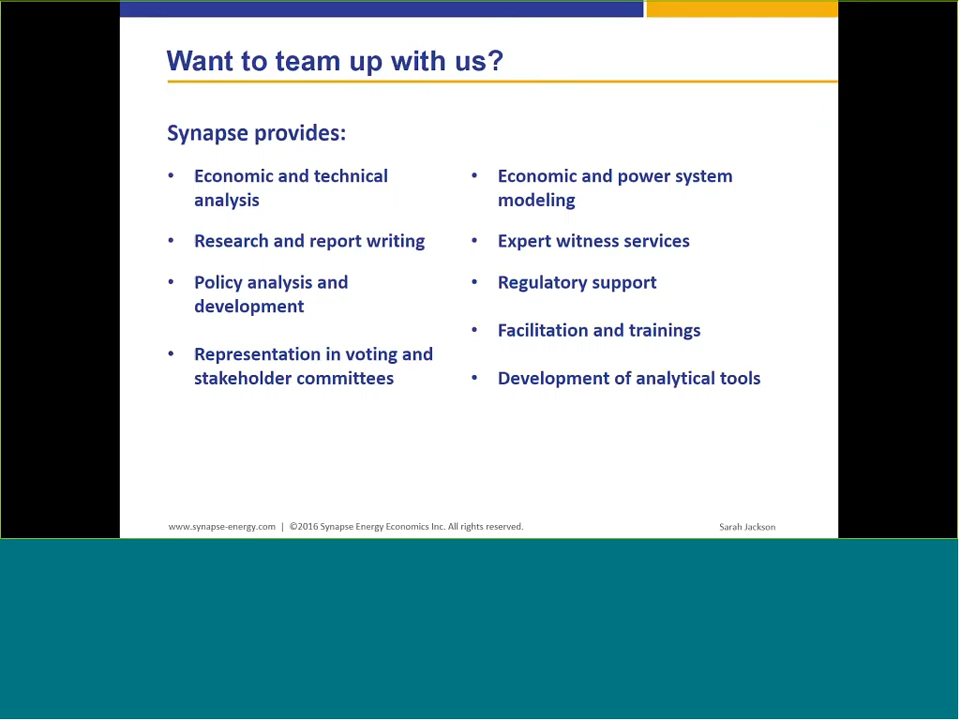 Want to team up with us?
Synapse provides:
• Economic and technical
analysis
• Research and report writing
• Policy analysis and
development
• Representation in voting and
stakeholder committees
• Economic and power system
modeling
• Expert witness services
• Regulatory support
• Facilitation and trainings
• Development of analytical tools
www.synapse-energy.com | ©2016 Synapse Energy Economics Inc. All rights reserved.
Sarah Jackson